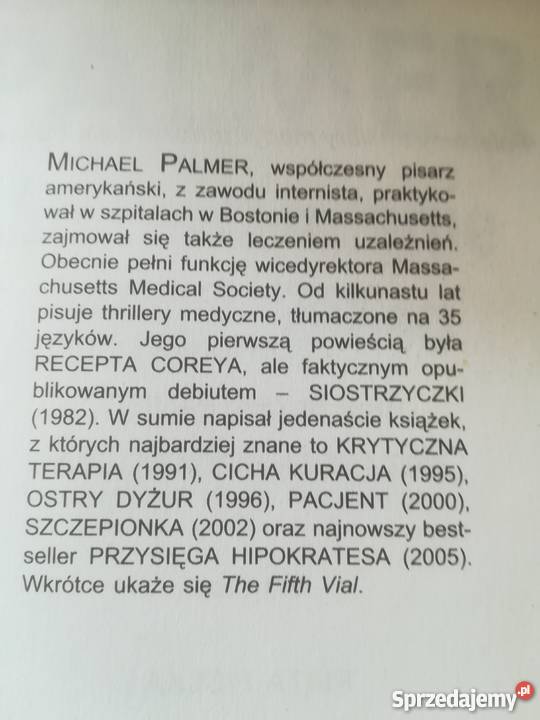 MICHAEL PALMER, współczesny pisarz
amerykański, z zawodu internista, praktyko-
wał w szpitalach w Bostonie i Massachusetts,
zajmował się także leczeniem uzależnień.
Obecnie pełni funkcję wicedyrektora Massa-
chusetts Medical Society. Od kilkunastu lat
pisuje thrillery medyczne, tłumaczone na 35
języków. Jego pierwszą powieścią była
RECEPTA COREYA, ale faktycznym opu-
blikowanym debiutem – SIOSTRZYCZKI
(1982). W sumie napisał jedenaście książek,
z których najbardziej znane to KRYTYCZNA
TERAPIA (1991), CICHA KURACJA (1995),
OSTRY DYŻUR (1996), PACJENT (2000),
SZCZEPIONKA (2002) oraz najnowszy best-
seller PRZYSIĘGA HIPOKRATESA (2005).
Wkrótce ukaże się The Fifth Vial.
Sprzedajemy.pl